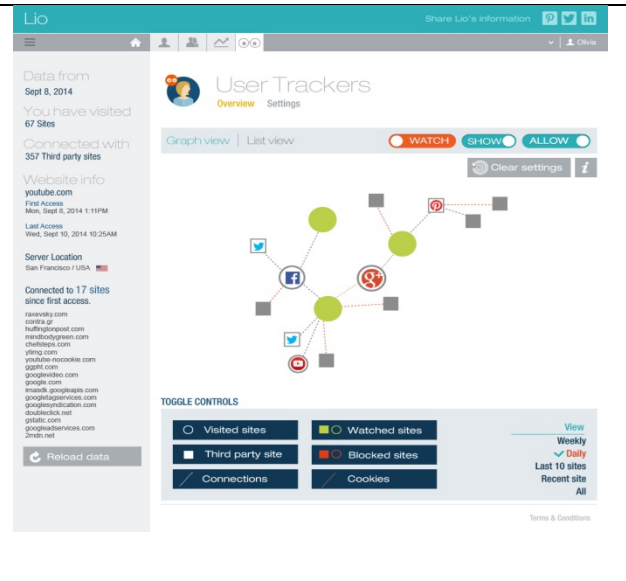 Lio
Share Lio's information
Olivia
Data from
Sept 8, 2014
You have visited
67 Sites
Connected with
357 Third party sites
Website info
youtube.com
First Access
Mon, Sept 8, 2014 1:11PM
Last Access
Wed, Sept 10, 2014 10:25AM
Server Location
San Francisco / USA
Connected to 17 sites
since first access.
raxevsky.com
contra.gr
huffingtonpost.com
mindbodygreen.com
chefsteps.com
ytimg.com
youtube-nocookie.com
ggpht.com
googlevideo.com
google.com
imasdk.googleapis.com
googletagservices.com
googlesyndication.com
doubleclick.net
gstatic.com
googleadservices.com
2mdn.net
Reload data
User Trackers
Overview Settings
Graph view | List view
WATCH SHOW ALLOW
Clear settings i
TOGGLE CONTROLS
Visited sites Watched sites
Third party site Blocked sites
Connections Cookies
View
Weekly
Daily
Last 10 sites
Recent site
All
Terms & Conditions